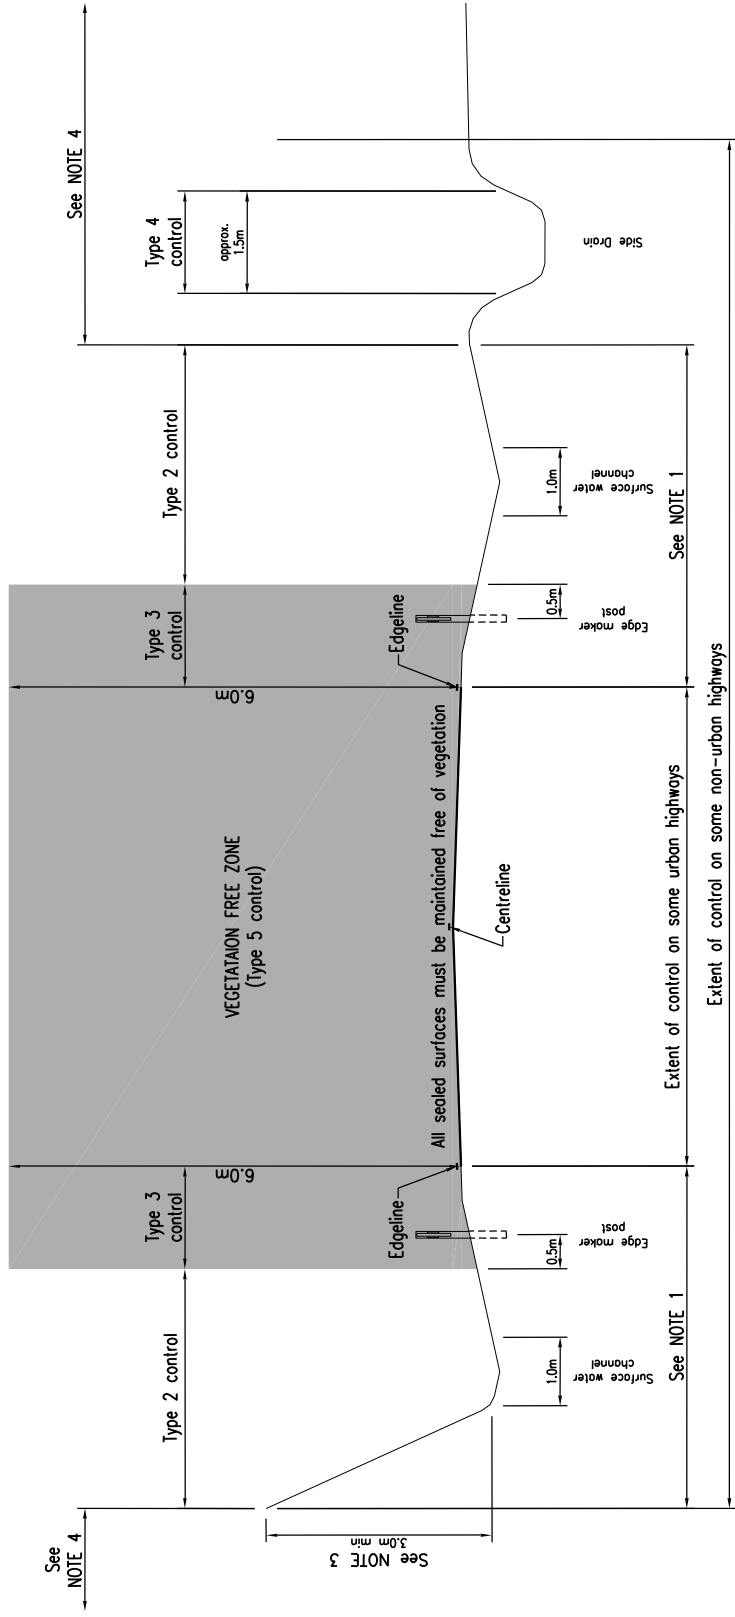 See
NOTE 4
See NOTE 4
Type 2 control
Type 3
control
Type 3
control
Type 2 control
Type 4
control
approx.
1.5m
VEGETATAION FREE ZONE
(Type 5 control)
6.0m
6.0m
See NOTE 3
3.0m min
Edgeline
All sealed surfaces must be maintained free of vegetation
Edgeline
Centreline
1.0m
Surface water
channel
0.5m
Edge maker
post
0.5m
Edge maker
post
1.0m
Surface water
channel
Side Drain
See NOTE 1
Extent of control on some urban highways
See NOTE 1
Extent of control on some non-urban highways